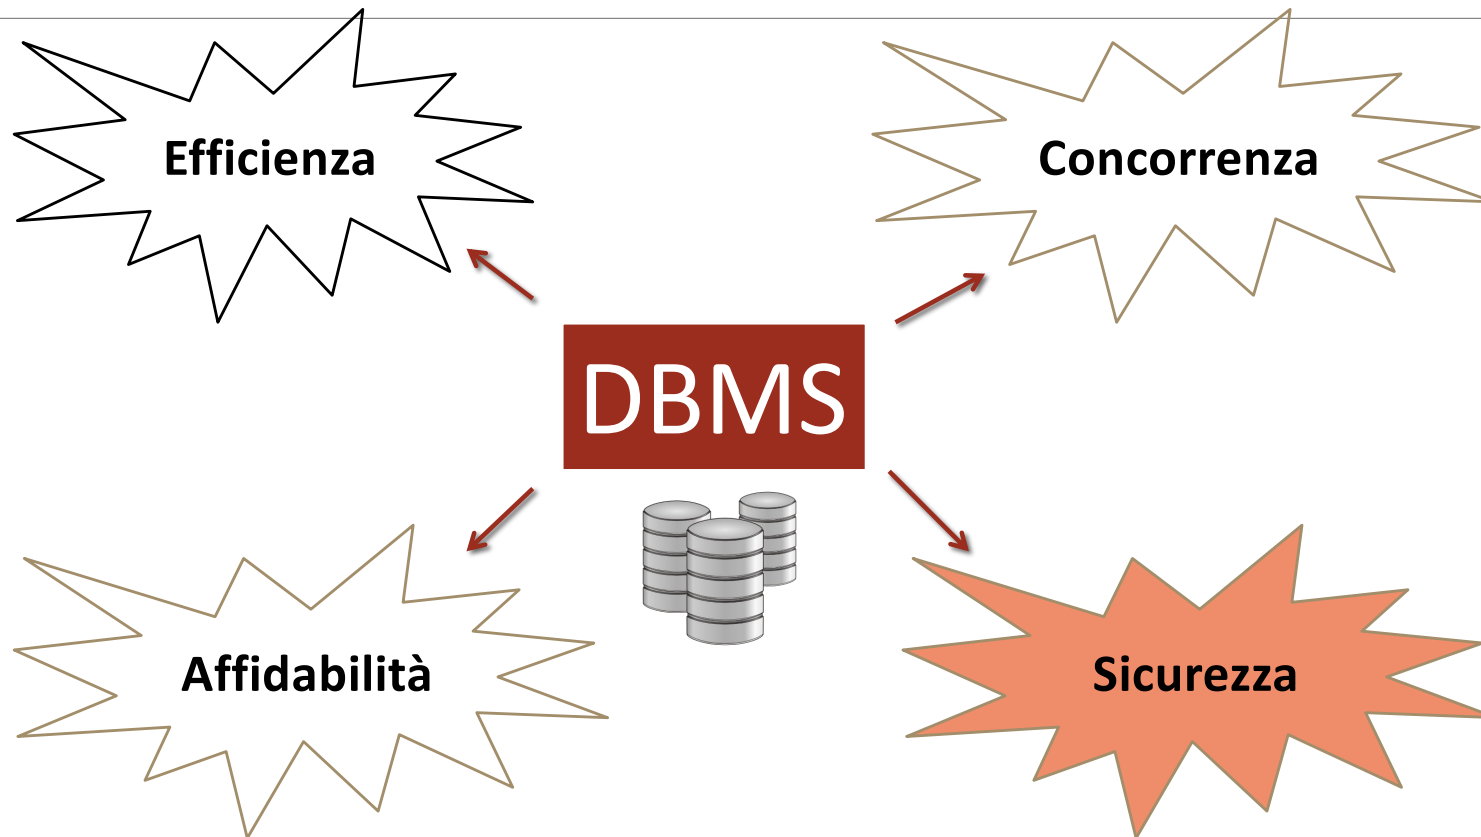 Efficienza
Concorrenza
DBMS
Affidabilità
Sicurezza